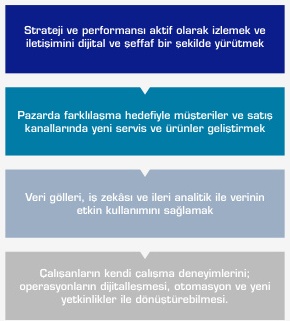 Strateji ve performansı aktif olarak izlemek ve
iletişimini dijital ve şeffaf bir şekilde yürütmek
Pazarda farklılaşma hedefiyle müşteriler ve satış
kanallarında yeni servis ve ürünler geliştirmek
Veri gölleri, iş zekâsı ve ileri analitik ile verinin
etkin kullanımını sağlamak
Çalışanların kendi çalışma deneyimlerini;
operasyonların dijitalleşmesi, otomasyon ve yeni
yetkinlikler ile dönüştürebilmesi.